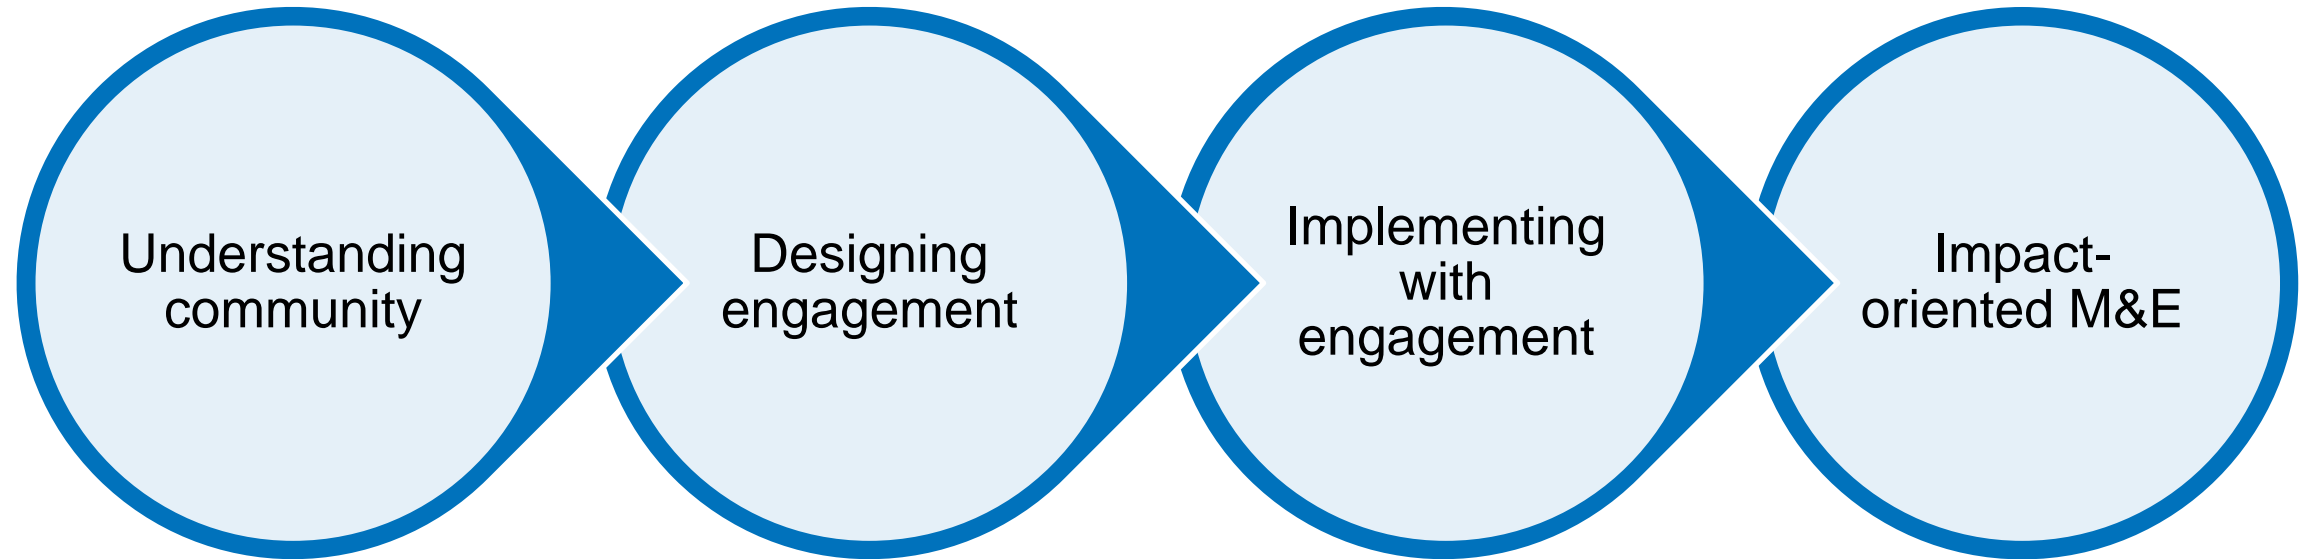 Understanding
community
Designing
engagement
Implementing
with
engagement
Impact-
oriented M&E